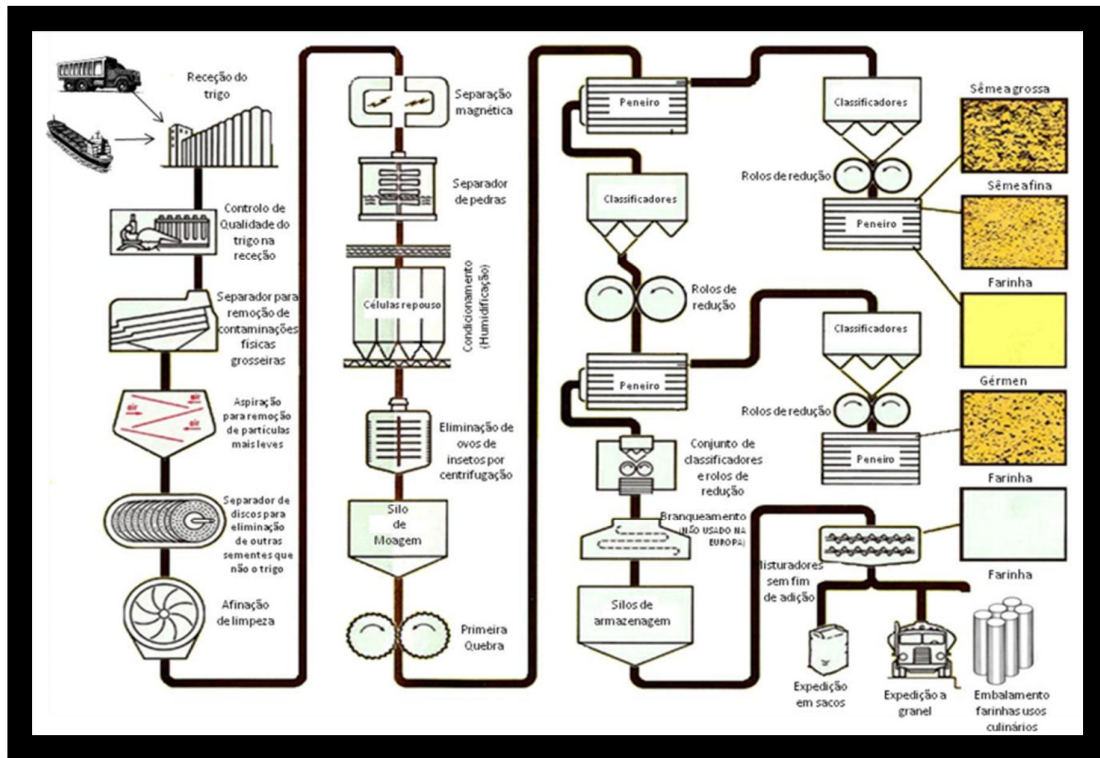 Receção do
trigo
Controlo de
Qualidade do
trigo na
receção
Separador para
remoção de
contaminações
físicas
grosseiras
air
air
air
Aspiração
para remoção
de partículas
mais leves
Separador de
discos para
eliminação
de outras
sementes que
não o trigo
Afinação
de limpeza
Separação
magnética
Separador
de pedras
Células repouso
Condicionamento
(Humidificação)
Eliminação de
ovos de
insetos por
centrifugação
Silo
de
Moagem
Primeira
Quebra
Peneiro
Classificadores
Rolos de
redução
Peneiro
Conjunto de
classificadores
e rolos de
redução
Branqueamento
(NÃO USADO NA
EUROPA)
Silos de
armazenagem
Classificadores
Rolos de redução
Peneiro
Classificadores
Rolos de redução
Peneiro
Sêmea grossa
Sêmea fina
Farinha
Gérmen
Farinha
Farinha
listuradores
sem fim
de adição
Expedição
em sacos
Expedição a
granel
Embalamento
farinhas usos
culinários